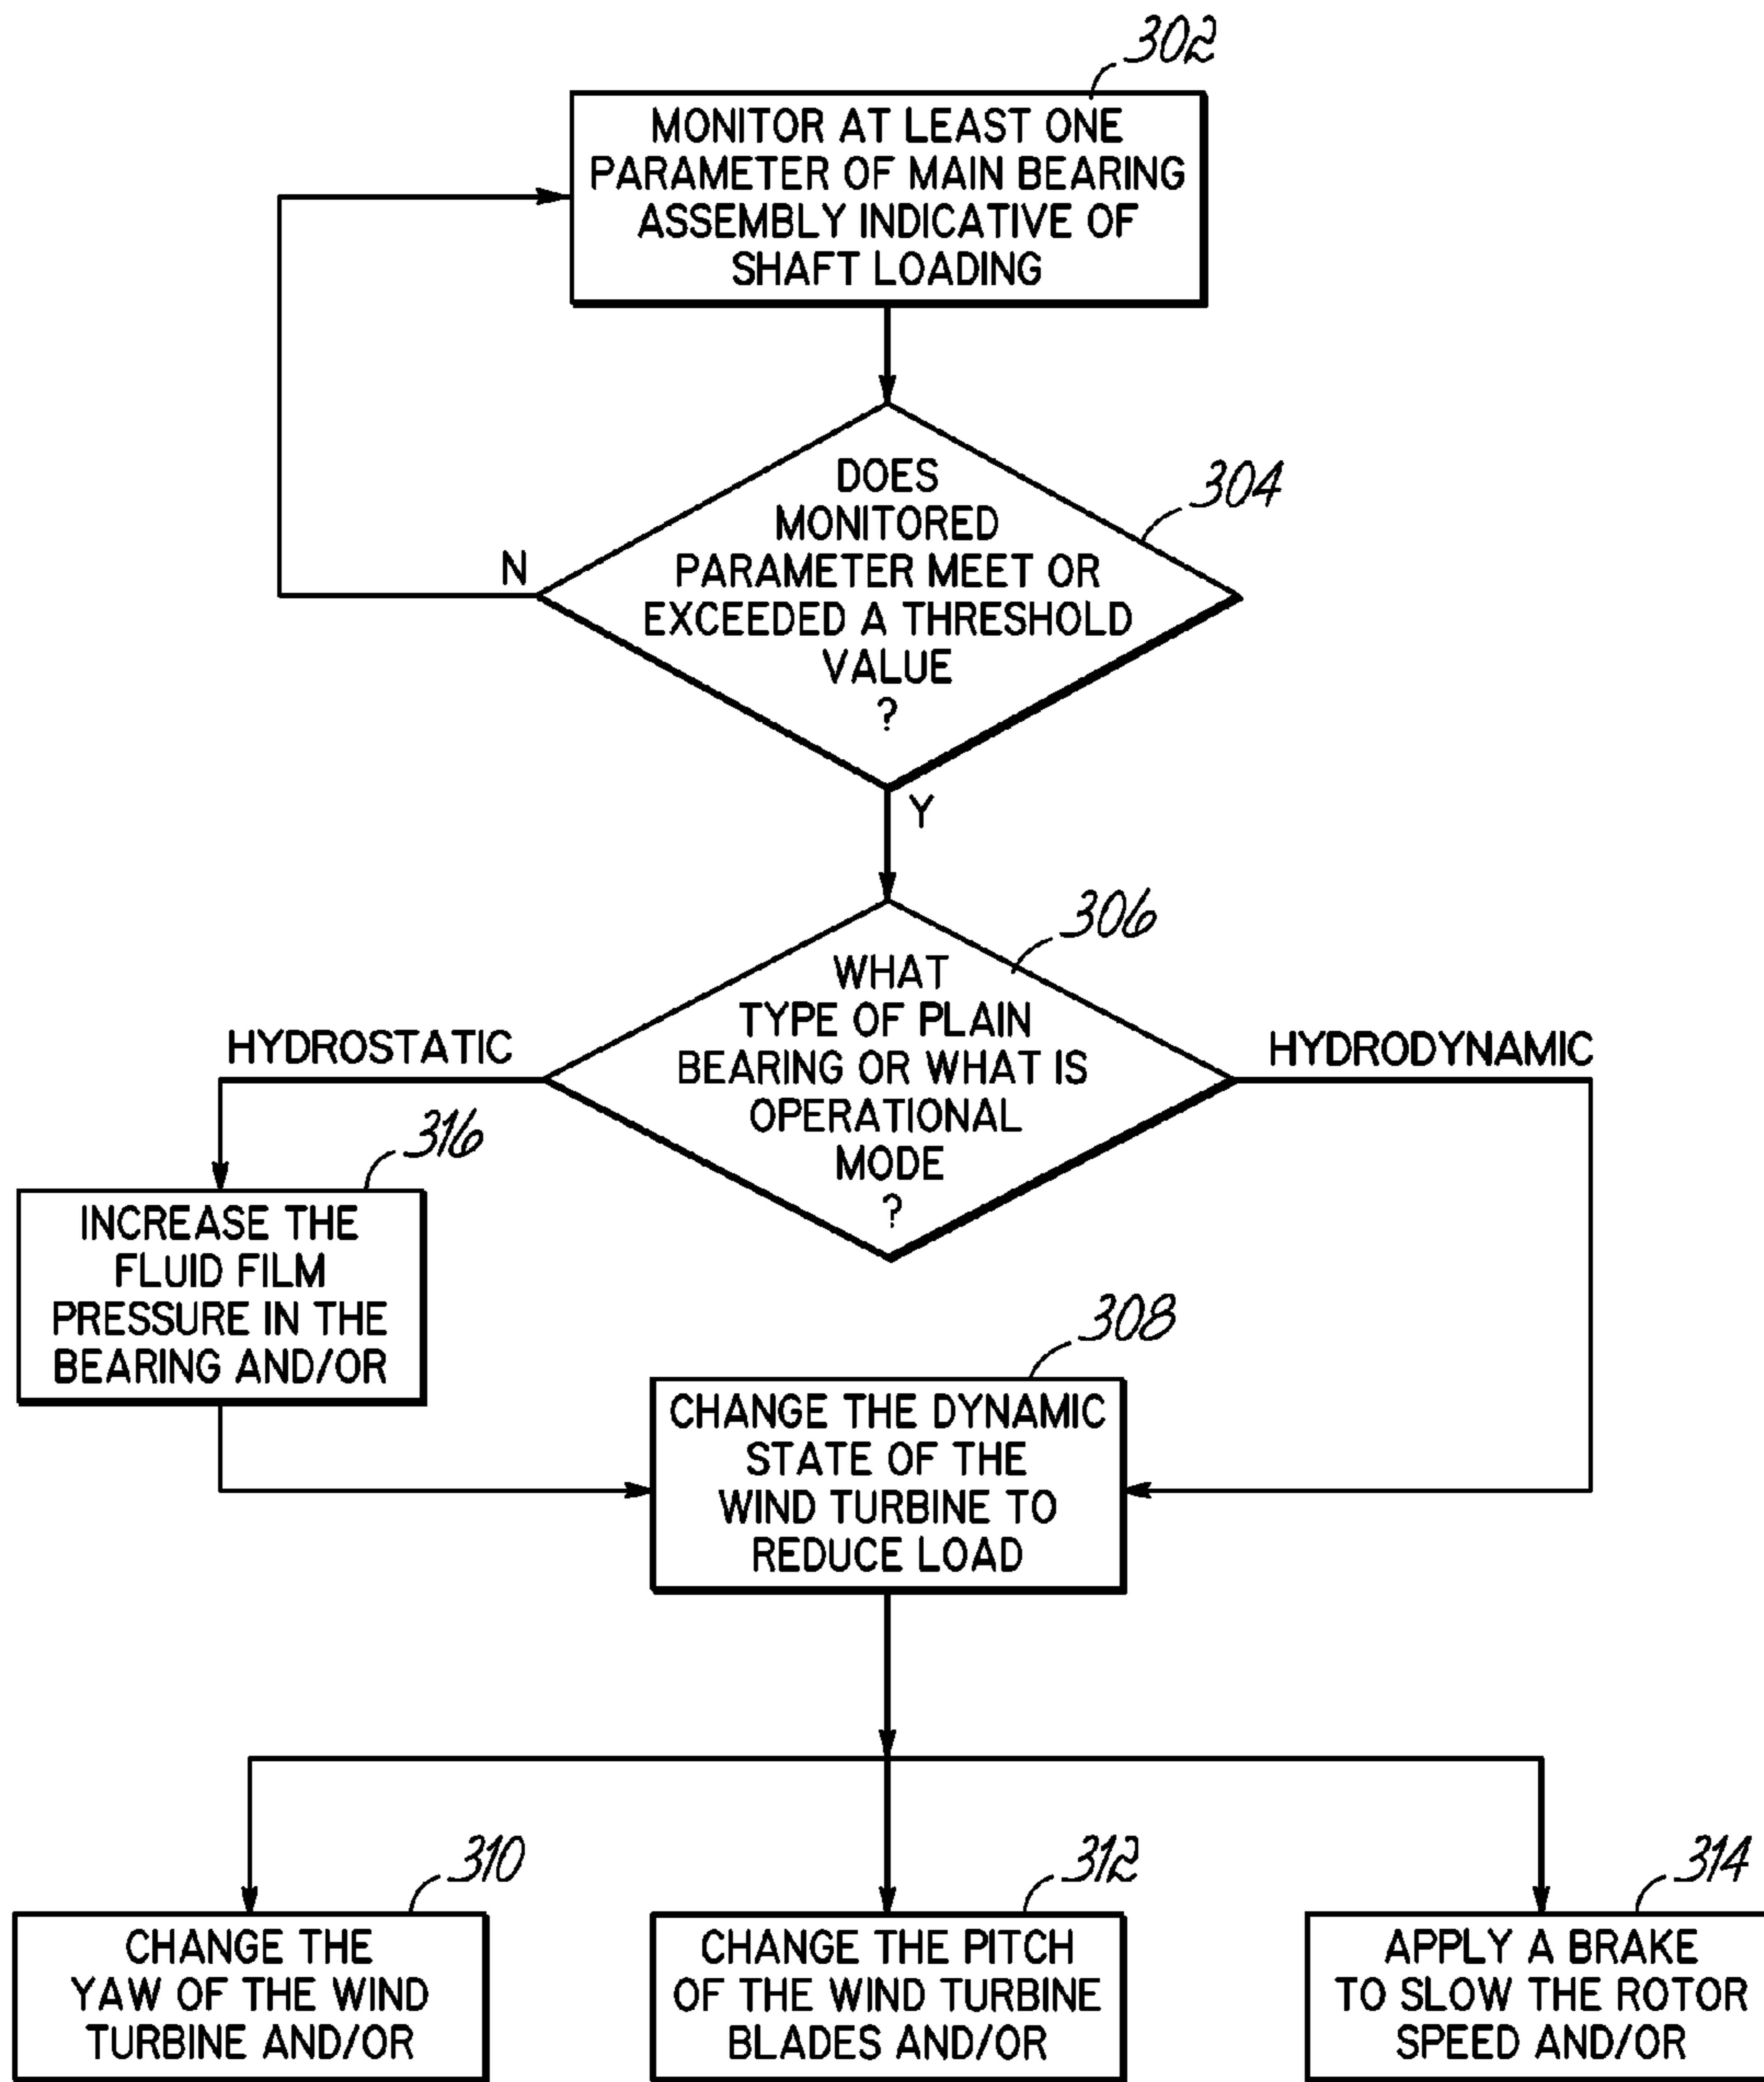 302
MONITOR AT LEAST ONE
PARAMETER OF MAIN BEARING
ASSEMBLY INDICATIVE OF
SHAFT LOADING
304
DOES
MONITORED
PARAMETER MEET OR
EXCEEDED A THRESHOLD
VALUE
?
N
Y
306
WHAT
TYPE OF PLAIN
BEARING OR WHAT IS
OPERATIONAL
MODE
?
HYDROSTATIC
HYDRODYNAMIC
316
INCREASE THE
FLUID FILM
PRESSURE IN THE
BEARING AND/OR
308
CHANGE THE DYNAMIC
STATE OF THE
WIND TURBINE TO
REDUCE LOAD
310
CHANGE THE
YAW OF THE WIND
TURBINE AND/OR
312
CHANGE THE PITCH
OF THE WIND TURBINE
BLADES AND/OR
314
APPLY A BRAKE
TO SLOW THE ROTOR
SPEED AND/OR